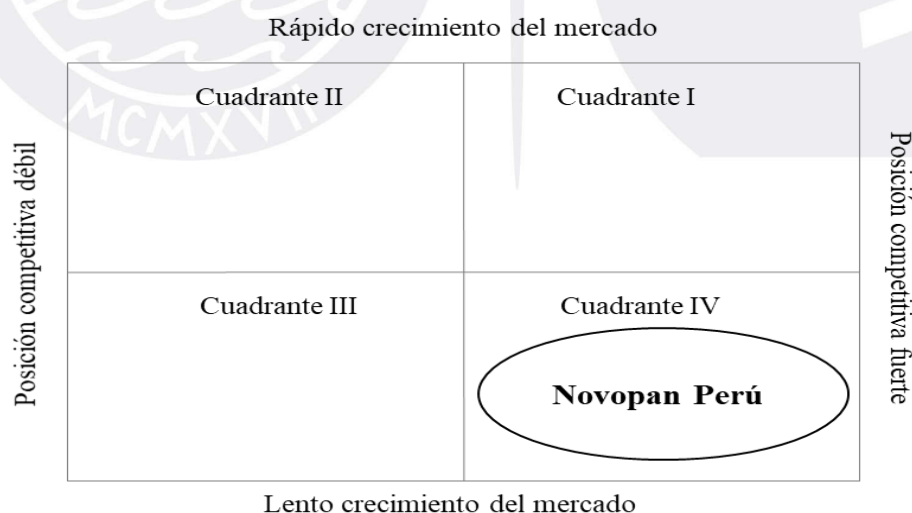 Rápido crecimiento del mercado
Cuadrante II
Cuadrante I
Posición competitiva débil
Posición competitiva fuerte
Cuadrante III
Cuadrante IV
Novopan Perú
Lento crecimiento del mercado
MCMXVII